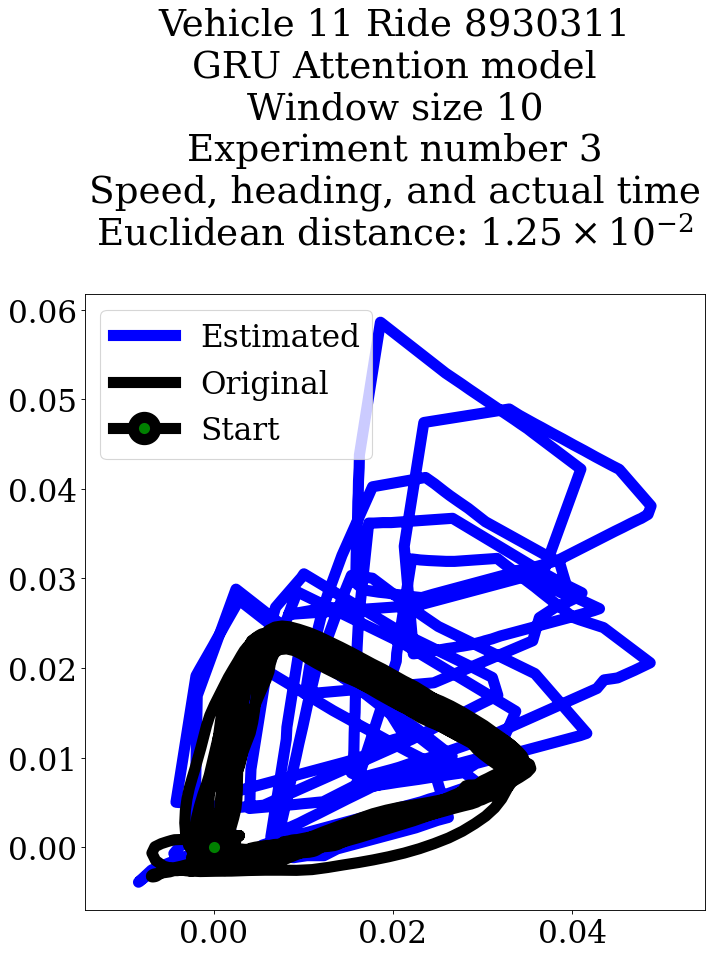 Vehicle 11 Ride 8930311
GRU Attention model
Window size 10
Experiment number 3
Speed, heading, and actual time
Euclidean distance: 1.25 × 10⁻²
0.06
0.05
0.04
0.03
0.02
0.01
0.00
Estimated
Original
Start
0.00 0.02 0.04